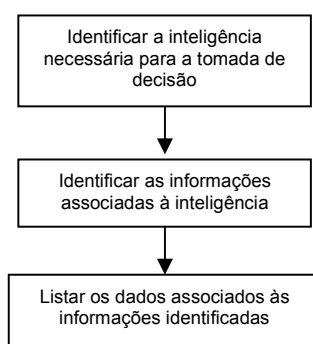 Identificar a inteligência
necessária para a tomada de
decisão
Identificar as informações
associadas à inteligência
Listar os dados associados às
informações identificadas